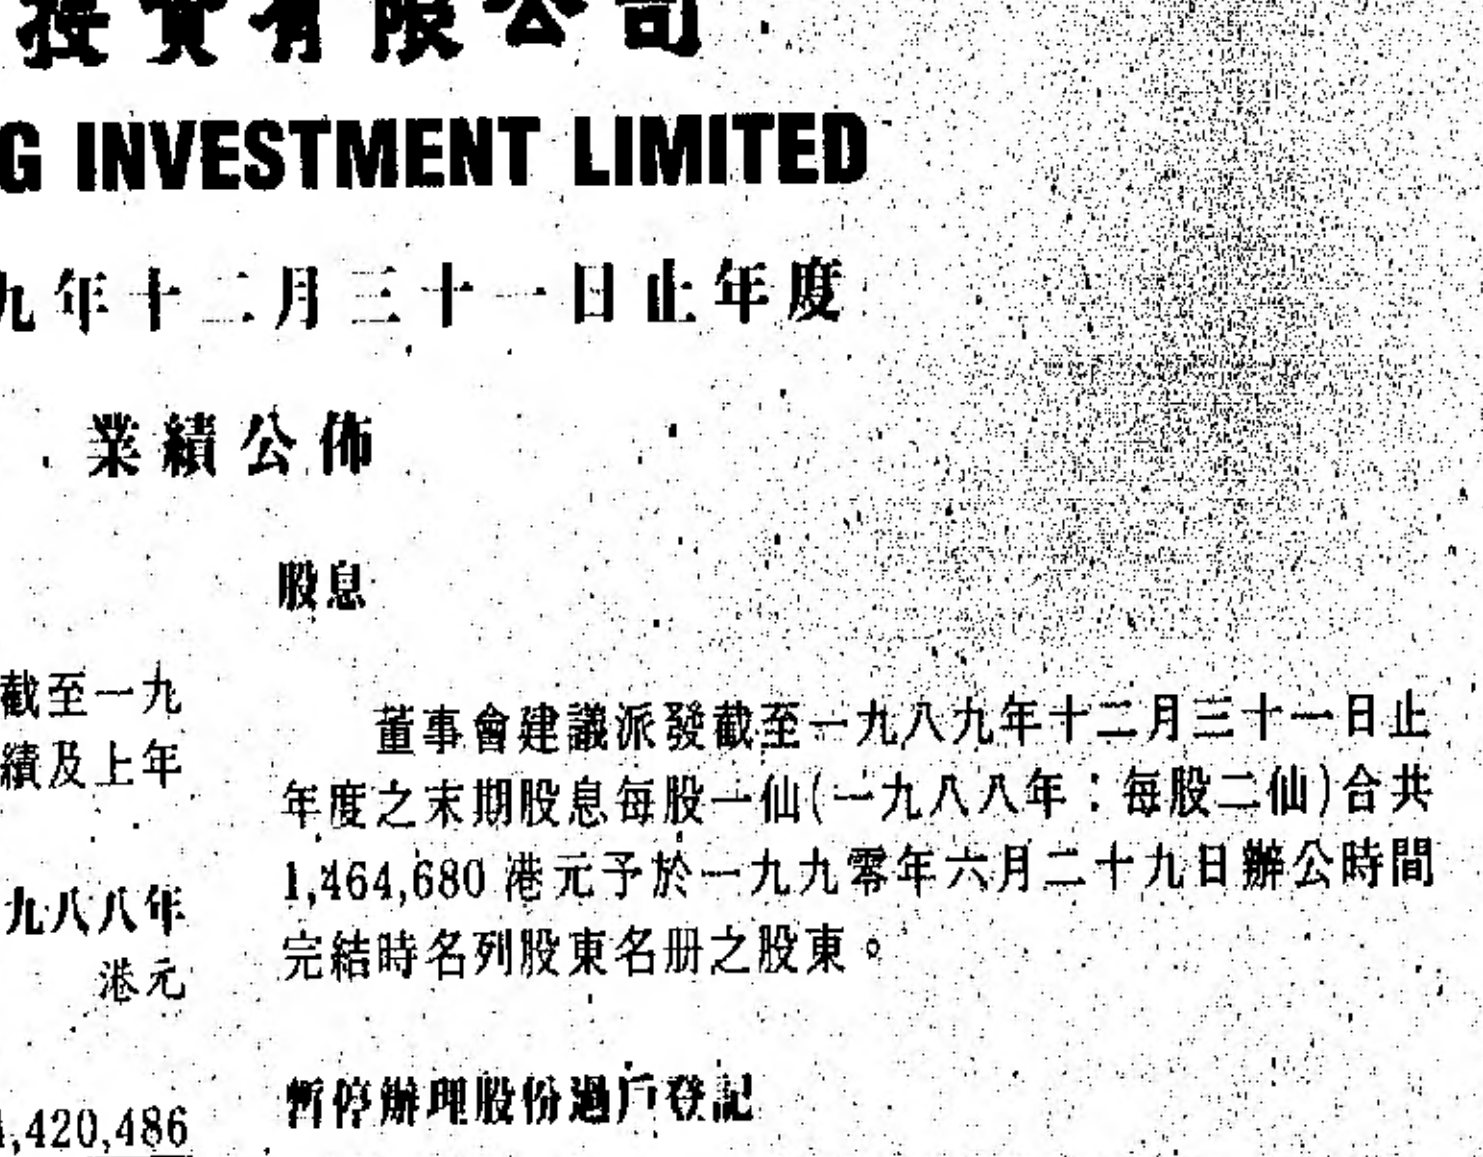 投資有限公司
G INVESTMENT LIMITED
九年十二月三十一日止年度
業績公佈
截至一九
績及上年
九八八年
港元
,420,486
股息
董事會建議派發截至一九八九年十二月三十一日止
年度之末期股息每股一仙(一九八八年：每股二仙)合共
1,464,680 港元予於一九九零年六月二十九日辦公時間
完結時名列股東名册之股東。
暫停辦理股份過戶登記